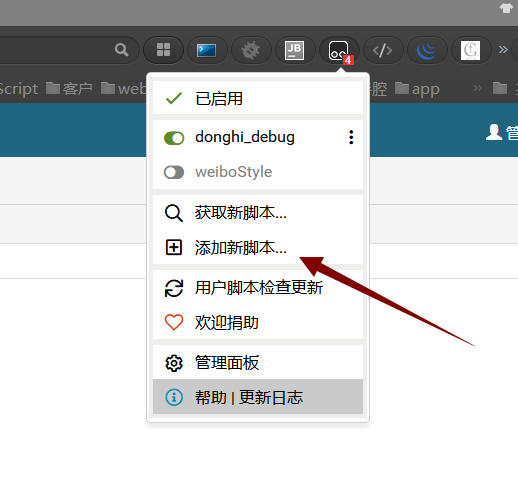 JB
4
»
Script 客户 web 腔 app »
管
已启用
donghi_debug
weiboStyle
获取新脚本...
添加新脚本...
用户脚本检查更新
欢迎捐助
管理面板
帮助 | 更新日志